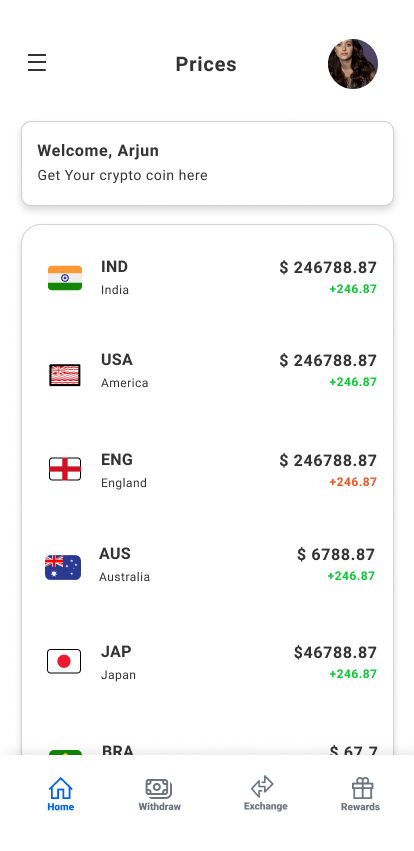 Prices
Welcome, Arjun
Get Your crypto coin here
IND
$ 246788.87
India
+246.87
USA
$ 246788.87
America
+246.87
ENG
$ 246788.87
England
+246.87
AUS
$ 6788.87
Australia
+246.87
JAP
$46788.87
Japan
+246.87
BRA
$ 67.7
Home
Withdraw
Exchange
Rewards